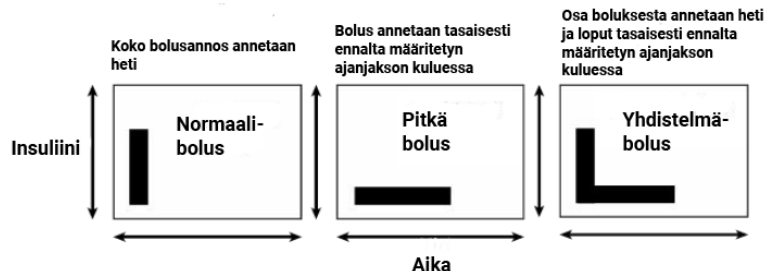 Koko bolusannos annetaan
heti
Bolus annetaan tasaisesti
ennalta määritetyn
ajanjakson kuluessa
Osa boluksesta annetaan heti
ja loput tasaisesti ennalta
määritetyn ajanjakson
kuluessa
Insuliini
Normaali-
bolus
Pitkä
bolus
Yhdistelmä-
bolus
Aika